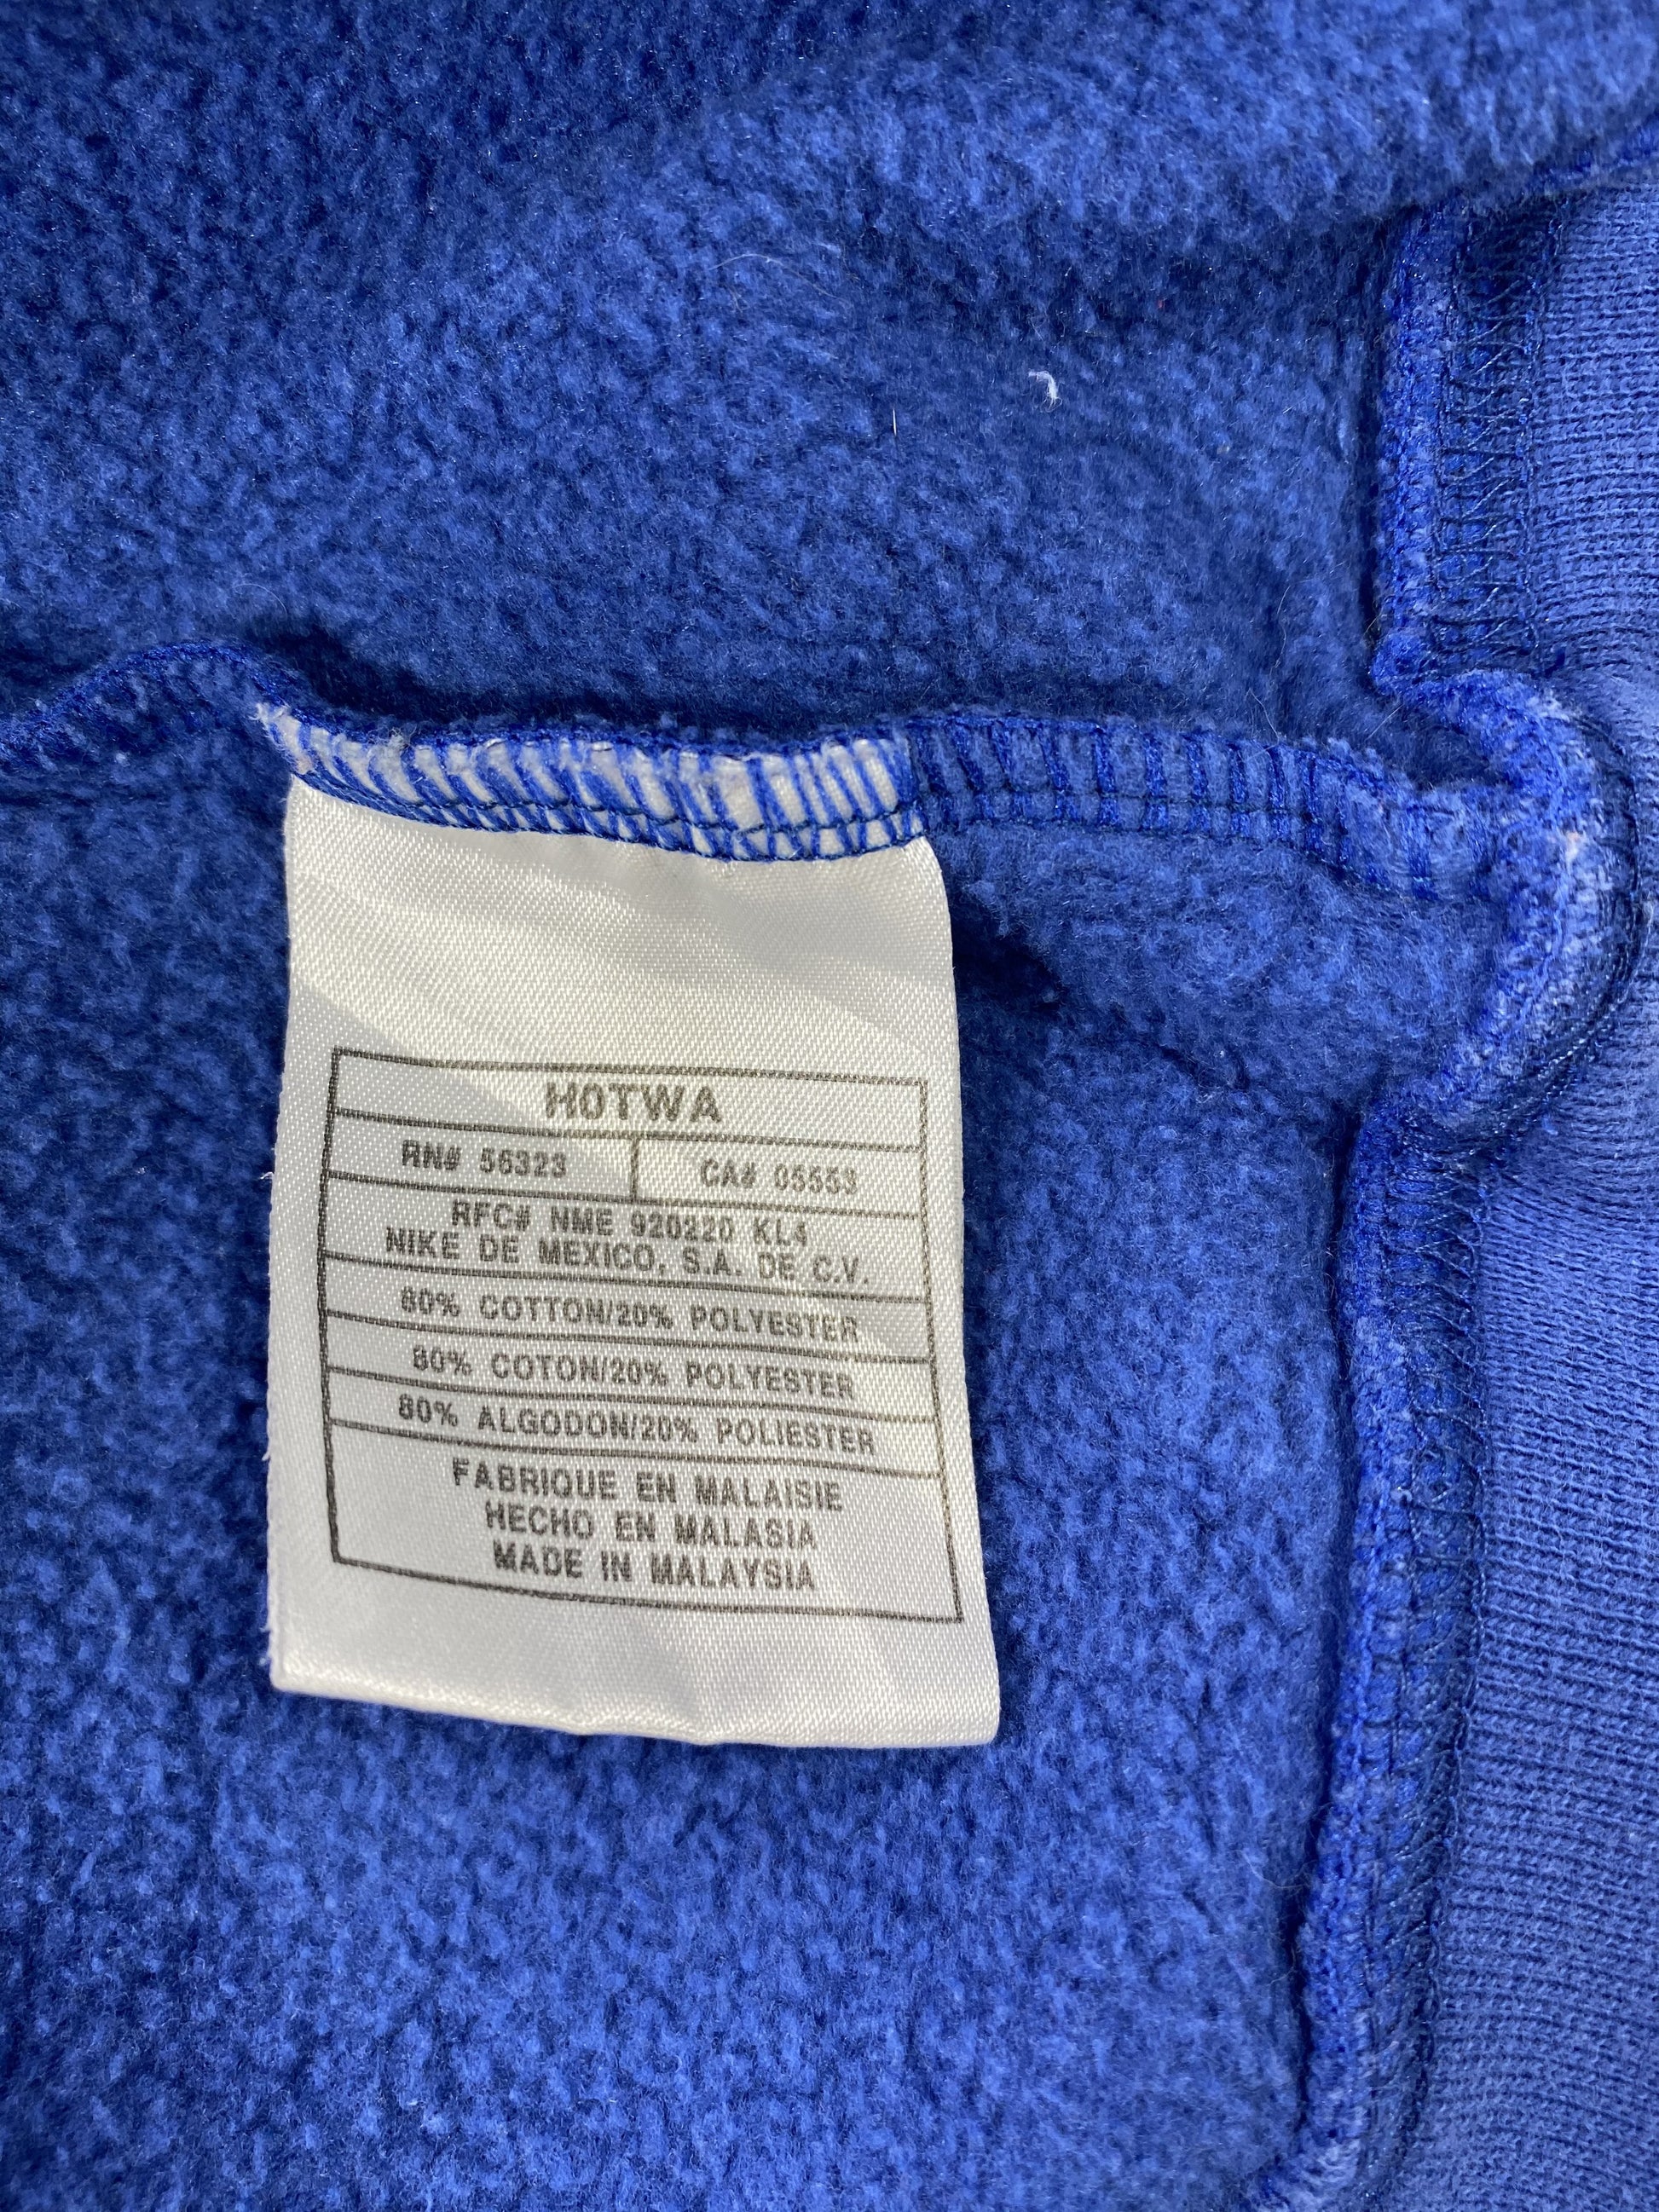 HOTWA
RN# 56323 CA# 05553
RFC# NME 920220 KL4
NIKE DE MEXICO, S.A. DE C.V.
80% COTTON/20% POLYESTER
80% COTON/20% POLYESTER
80% ALGODON/20% POLIESTER
FABRIQUE EN MALAISIE
HECHO EN MALASIA
MADE IN MALAYSIA